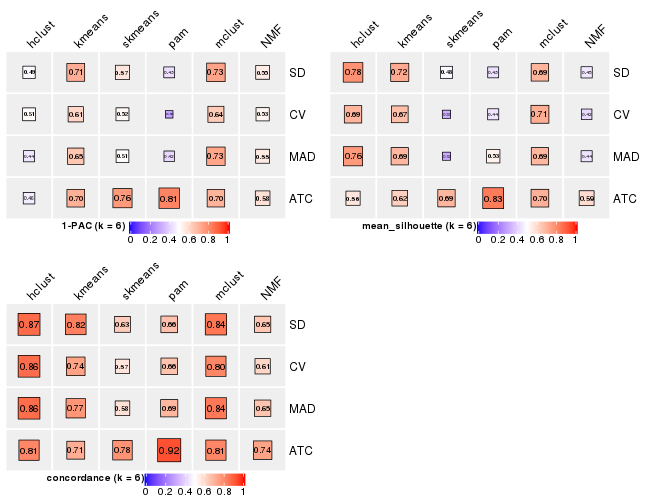 hclust kmeans skmeans pam mclust NMF
0.49 0.71 0.57 0.43 0.73 0.55 SD
0.51 0.61 0.52 0.64 0.53 CV
0.44 0.65 0.51 0.42 0.73 0.55 MAD
0.46 0.70 0.76 0.81 0.70 0.58 ATC
1-PAC (k = 6)
0 0.2 0.4 0.6 0.8 1
hclust kmeans skmeans pam mclust NMF
0.78 0.72 0.48 0.43 0.69 0.45 SD
0.69 0.67 0.44 0.71 0.40 CV
0.76 0.69 0.53 0.69 0.44 MAD
0.56 0.62 0.69 0.83 0.70 0.59 ATC
mean_silhouette (k = 6)
0 0.2 0.4 0.6 0.8 1
hclust kmeans skmeans pam mclust NMF
0.87 0.82 0.63 0.66 0.84 0.65 SD
0.86 0.74 0.57 0.66 0.80 0.61 CV
0.86 0.77 0.58 0.69 0.84 0.65 MAD
0.81 0.71 0.78 0.92 0.81 0.74 ATC
concordance (k = 6)
0 0.2 0.4 0.6 0.8 1